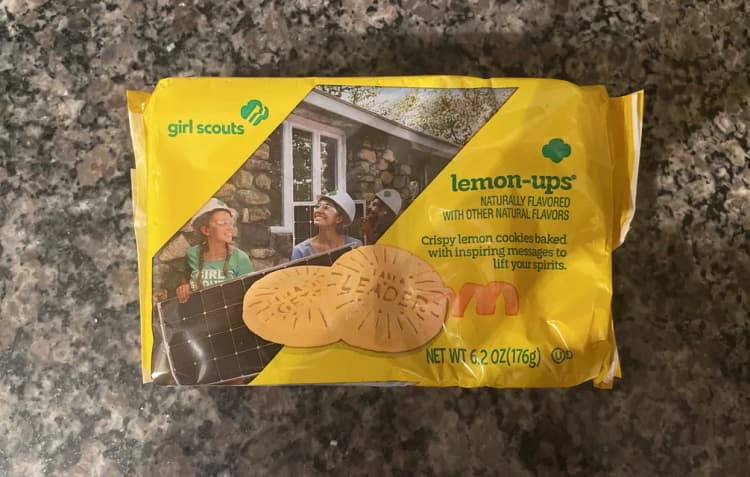 girl scouts
lemon-ups®
NATURALLY FLAVORED
WITH OTHER NATURAL FLAVORS
Crispy lemon cookies baked
with inspiring messages to
lift your spirits.
GIRL
LEADER
NET WT 6.2 OZ(176g) U D